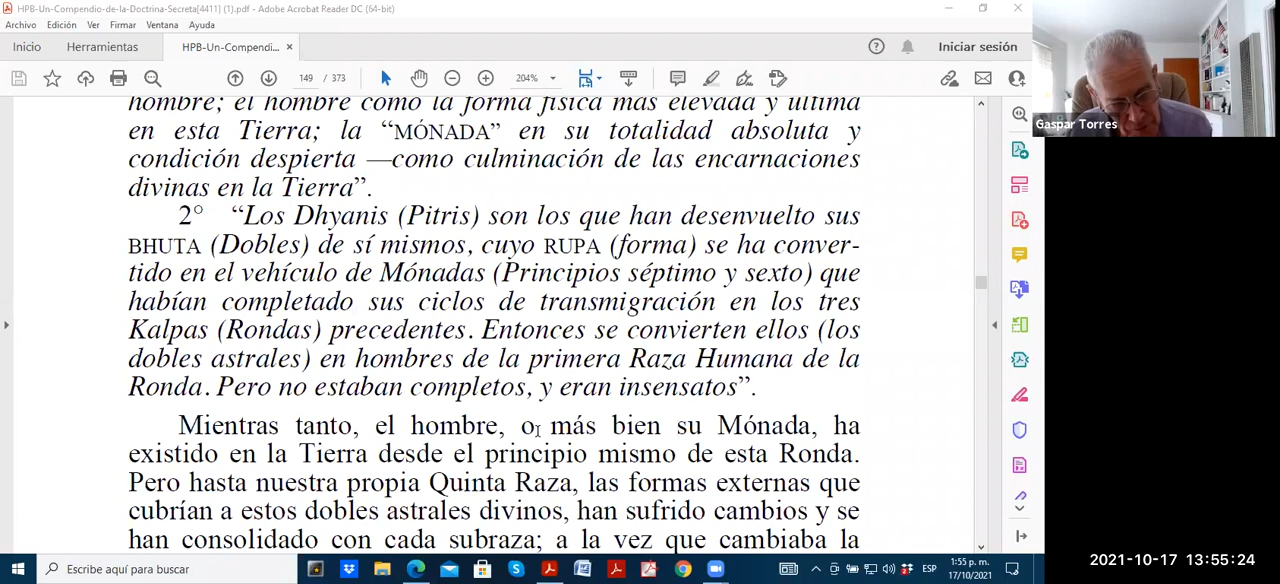 HPB-Un-Compendio-de-la-Doctrina-Secreta[4411] (1).pdf - Adobe Acrobat Reader DC (64-bit)
Archivo Edición Ver Firmar Ventana Ayuda
Inicio Herramientas HPB-Un-Compendi... × Iniciar sesión
149 / 373 204%
hombre; el hombre como la forma física más elevada y última
en esta Tierra; la “MÓNADA” en su totalidad absoluta y
condición despierta —como culminación de las encarnaciones
divinas en la Tierra”.
2° “Los Dhyanis (Pitris) son los que han desenvuelto sus
BHUTA (Dobles) de sí mismos, cuyo RUPA (forma) se ha conver-
tido en el vehículo de Mónadas (Principios séptimo y sexto) que
habían completado sus ciclos de transmigración en los tres
Kalpas (Rondas) precedentes. Entonces se convierten ellos (los
dobles astrales) en hombres de la primera Raza Humana de la
Ronda. Pero no estaban completos, y eran insensatos”.
Mientras tanto, el hombre, o más bien su Mónada, ha
existido en la Tierra desde el principio mismo de esta Ronda.
Pero hasta nuestra propia Quinta Raza, las formas externas que
cubrían a estos dobles astrales divinos, han sufrido cambios y se
han consolidado con cada subraza; a la vez que cambiaba la
Gaspar Torres
Escribe aquí para buscar
ESP
1:55 p. m.
17/10/2021
2021-10-17 13:55:24